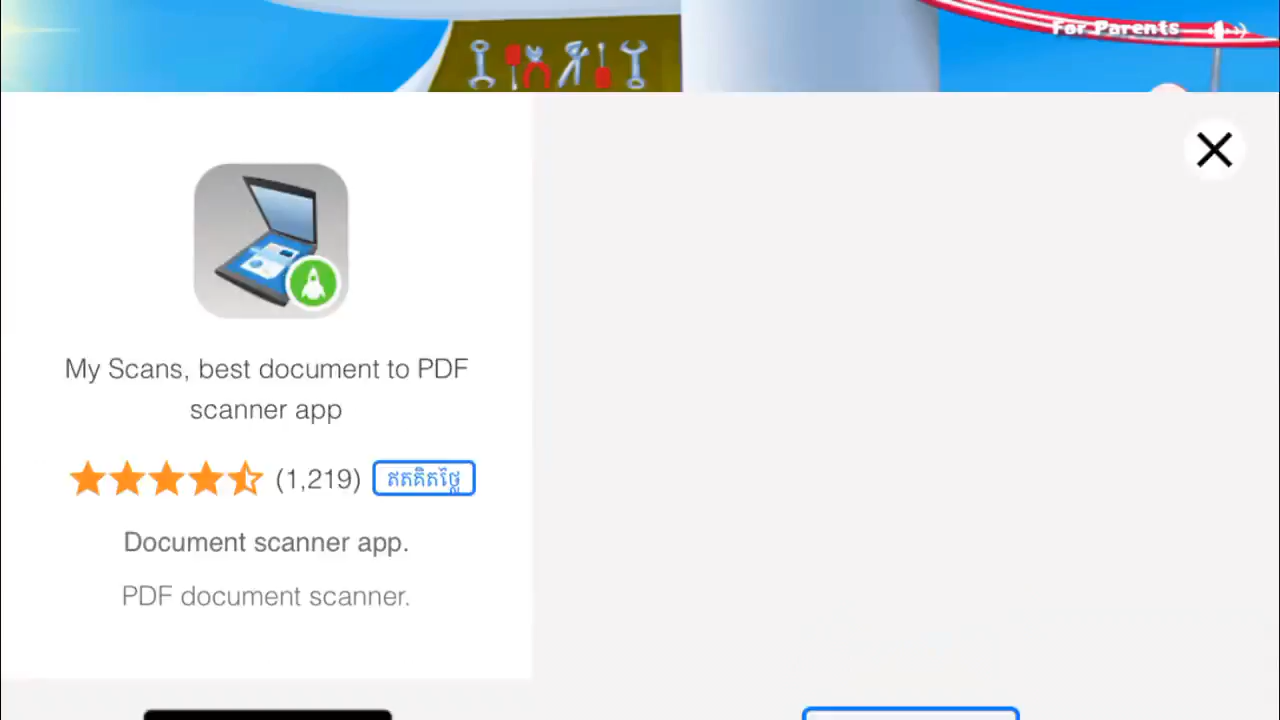 For Parents
My Scans, best document to PDF
scanner app
(1,219) ឥតគិតថ្លៃ
Document scanner app.
PDF document scanner.